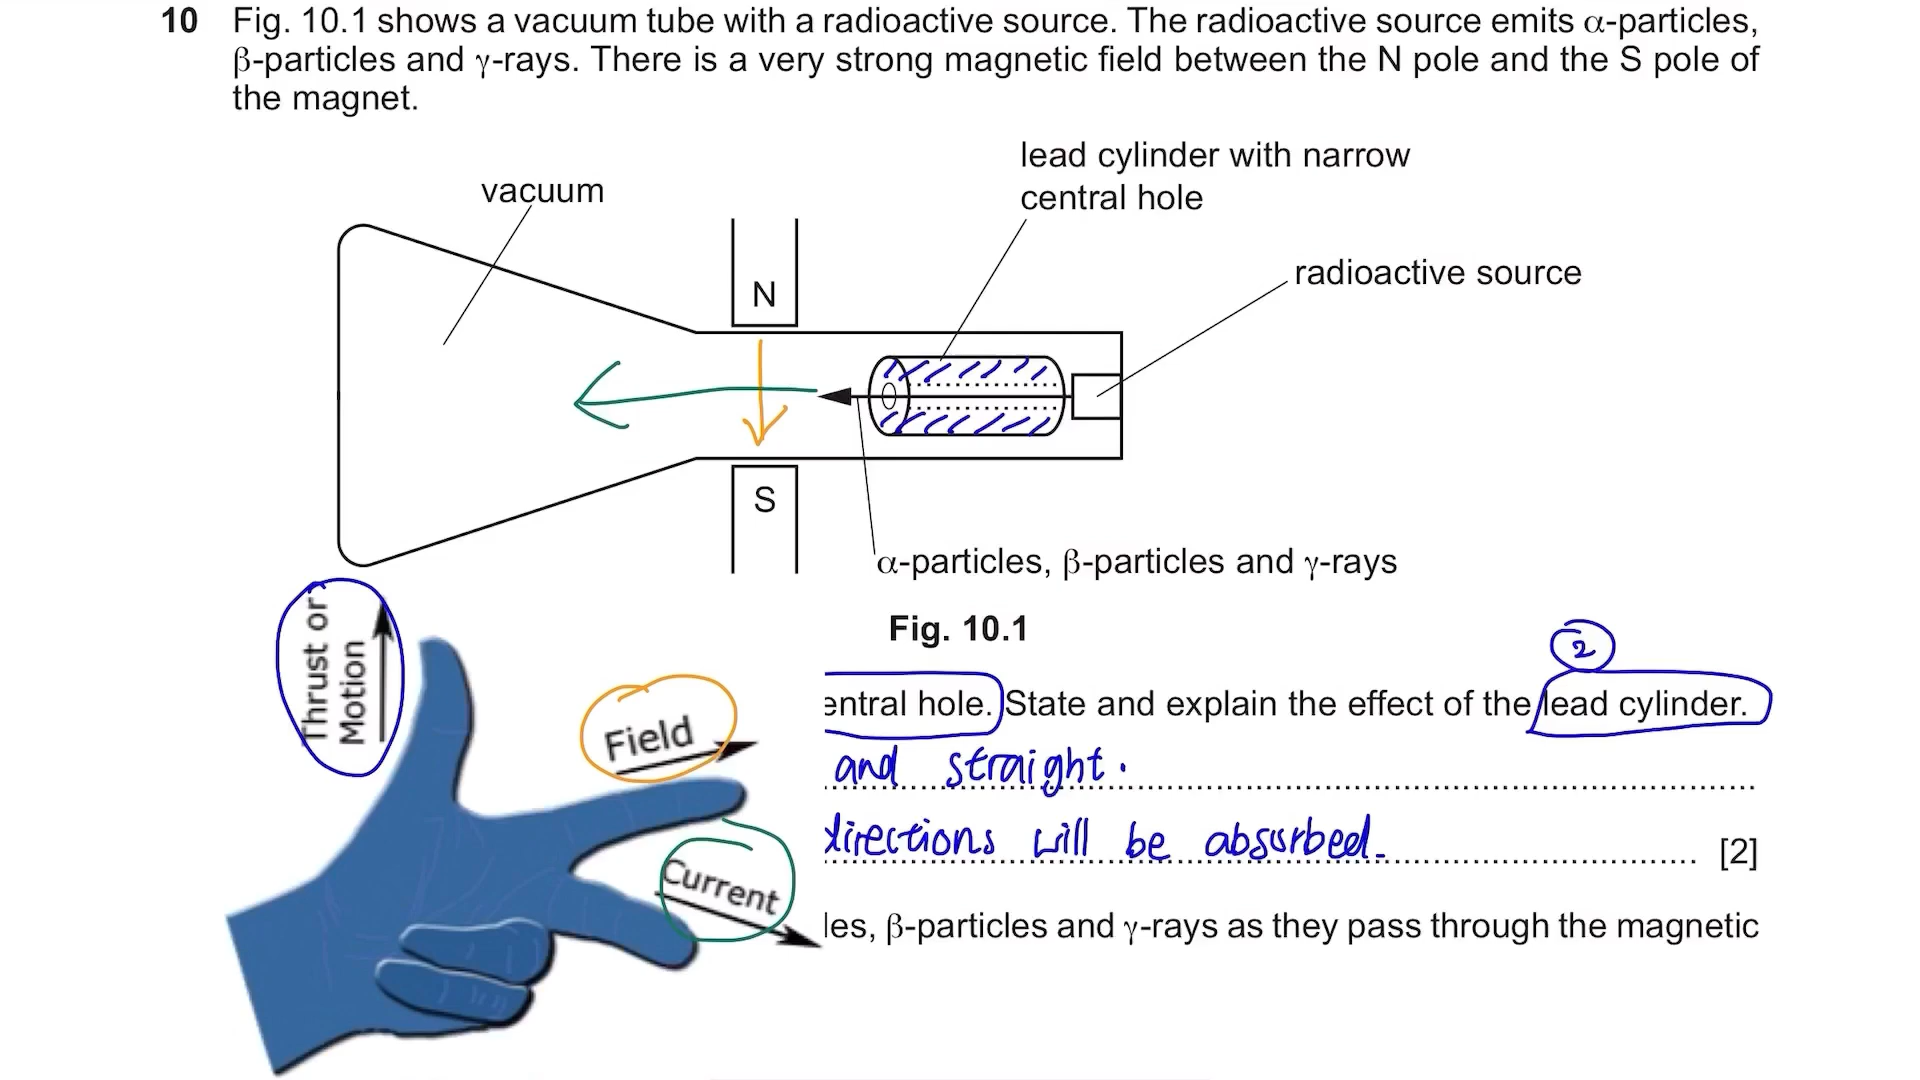 10 Fig. 10.1 shows a vacuum tube with a radioactive source. The radioactive source emits α-particles,
β-particles and γ-rays. There is a very strong magnetic field between the N pole and the S pole of
the magnet.
lead cylinder with narrow
central hole
vacuum
radioactive source
N
S
α-particles, β-particles and γ-rays
Fig. 10.1
Thrust or
Motion
Field
Current
2
entral hole. State and explain the effect of the lead cylinder.
and straight.
directions will be absorbed.
[2]
les, β-particles and γ-rays as they pass through the magnetic